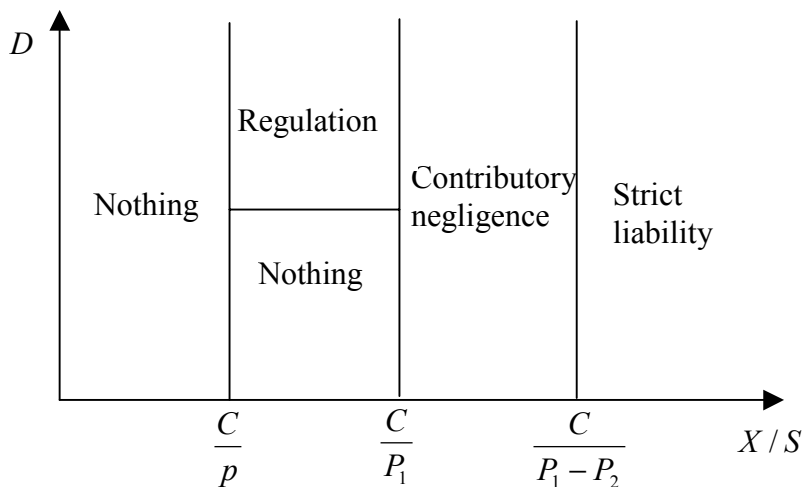 D
Regulation
Nothing
Contributory
negligence
Strict
liability
Nothing
C
p
C
P₁
C
P₁ − P₂
X / S